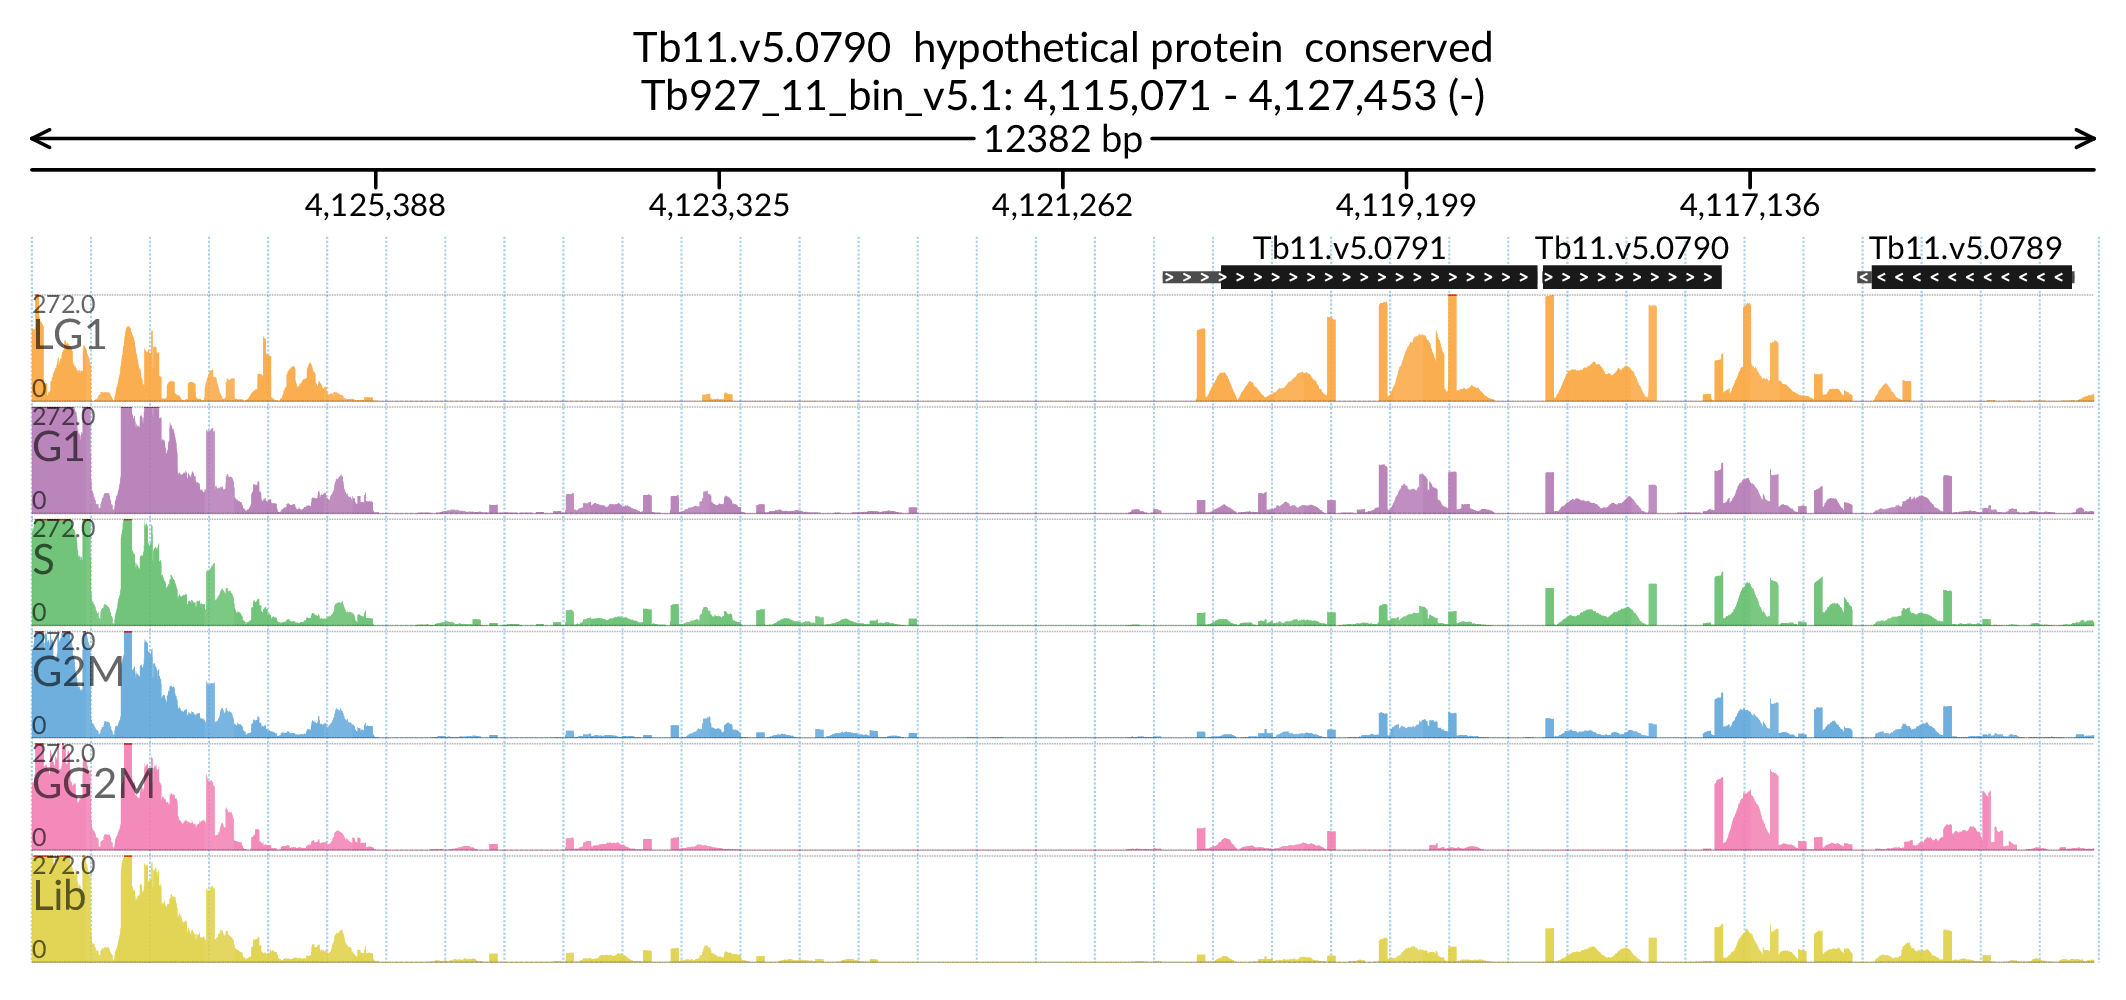 Tb11.v5.0790  hypothetical protein  conserved
Tb927_11_bin_v5.1: 4,115,071 - 4,127,453 (-)
12382 bp
4,125,388 4,123,325 4,121,262 4,119,199 4,117,136
Tb11.v5.0791 Tb11.v5.0790 Tb11.v5.0789
272.0
LG1
0
272.0
G1
0
272.0
S
0
272.0
G2M
0
272.0
GG2M
0
272.0
Lib
0